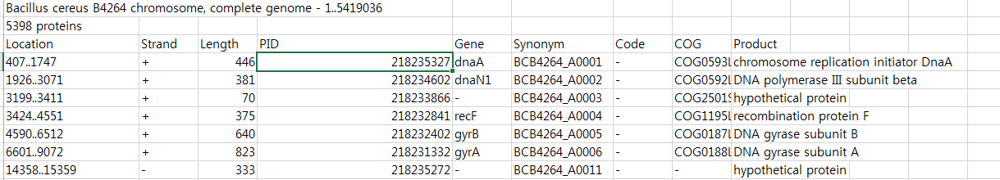 Bacillus cereus B4264 chromosome, complete genome - 1..5419036
5398 proteins
Location Strand Length PID Gene Synonym Code COG Product
407..1747 + 446 218235327 dnaA BCB4264_A0001 - COG0593L chromosome replication initiator DnaA
1926..3071 + 381 218234602 dnaN1 BCB4264_A0002 - COG0592L DNA polymerase III subunit beta
3199..3411 + 70 218233866 - BCB4264_A0003 - COG2501S hypothetical protein
3424..4551 + 375 218232841 recF BCB4264_A0004 - COG1195L recombination protein F
4590..6512 + 640 218232402 gyrB BCB4264_A0005 - COG0187L DNA gyrase subunit B
6601..9072 + 823 218231332 gyrA BCB4264_A0006 - COG0188L DNA gyrase subunit A
14358..15359 - 333 218235272 - BCB4264_A0011 - - hypothetical protein